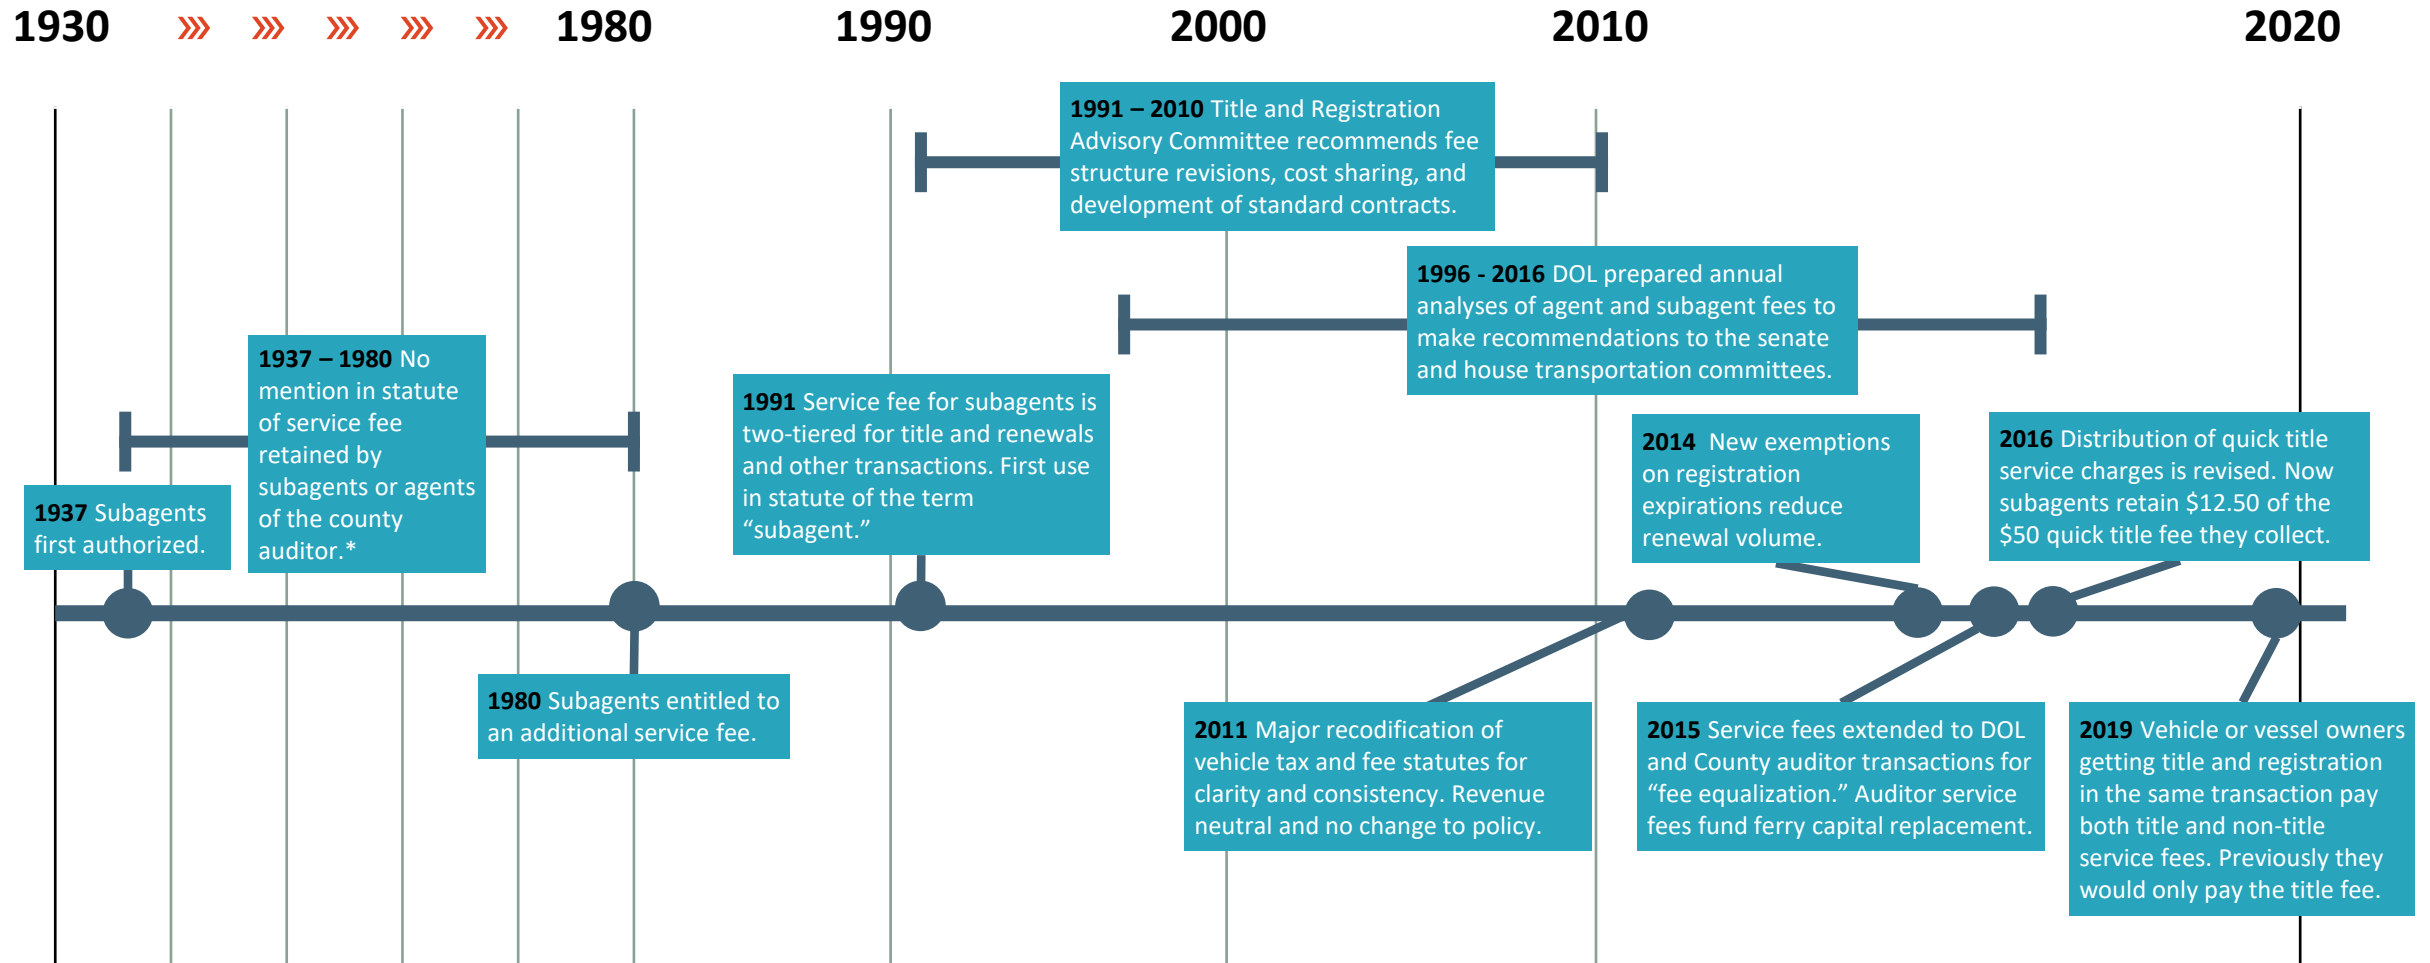 1930 1980 1990 2000 2010 2020
1991 – 2010 Title and Registration
Advisory Committee recommends fee
structure revisions, cost sharing, and
development of standard contracts.
1996 - 2016 DOL prepared annual
analyses of agent and subagent fees to
make recommendations to the senate
and house transportation committees.
1937 – 1980 No
mention in statute
of service fee
retained by
subagents or agents
of the county
auditor.*
1991 Service fee for subagents is
two-tiered for title and renewals
and other transactions. First use
in statute of the term
“subagent.”
2014 New exemptions
on registration
expirations reduce
renewal volume.
2016 Distribution of quick title
service charges is revised. Now
subagents retain $12.50 of the
$50 quick title fee they collect.
1937 Subagents
first authorized.
1980 Subagents entitled to
an additional service fee.
2011 Major recodification of
vehicle tax and fee statutes for
clarity and consistency. Revenue
neutral and no change to policy.
2015 Service fees extended to DOL
and County auditor transactions for
“fee equalization.” Auditor service
fees fund ferry capital replacement.
2019 Vehicle or vessel owners
getting title and registration
in the same transaction pay
both title and non-title
service fees. Previously they
would only pay the title fee.